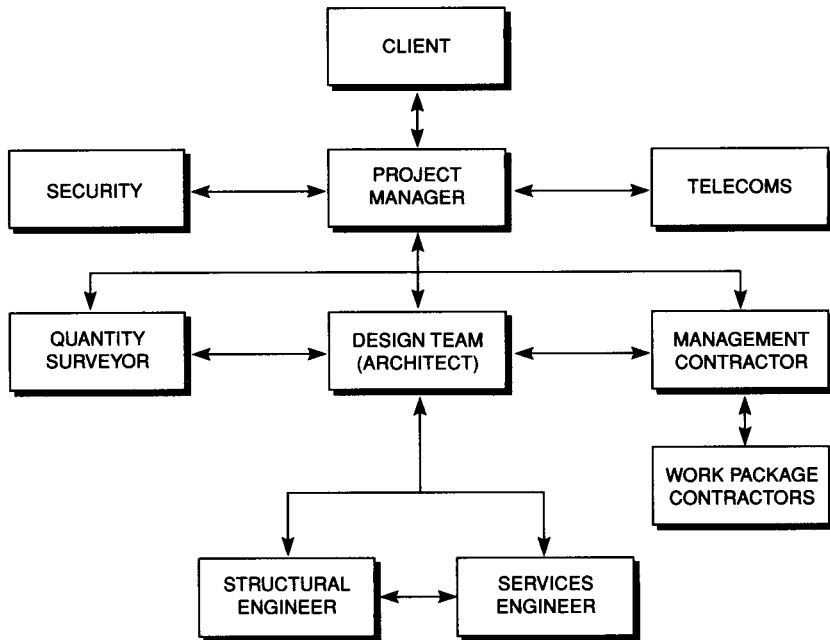 CLIENT
SECURITY
PROJECT
MANAGER
TELECOMS
QUANTITY
SURVEYOR
DESIGN TEAM
(ARCHITECT)
MANAGEMENT
CONTRACTOR
WORK PACKAGE
CONTRACTORS
STRUCTURAL
ENGINEER
SERVICES
ENGINEER